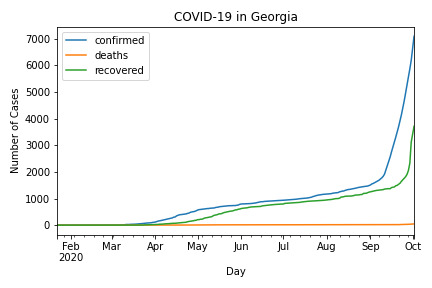 COVID-19 in Georgia
confirmed
deaths
recovered
Number of Cases
7000
6000
5000
4000
3000
2000
1000
0
Feb Mar Apr May Jun Jul Aug Sep Oct
2020
Day